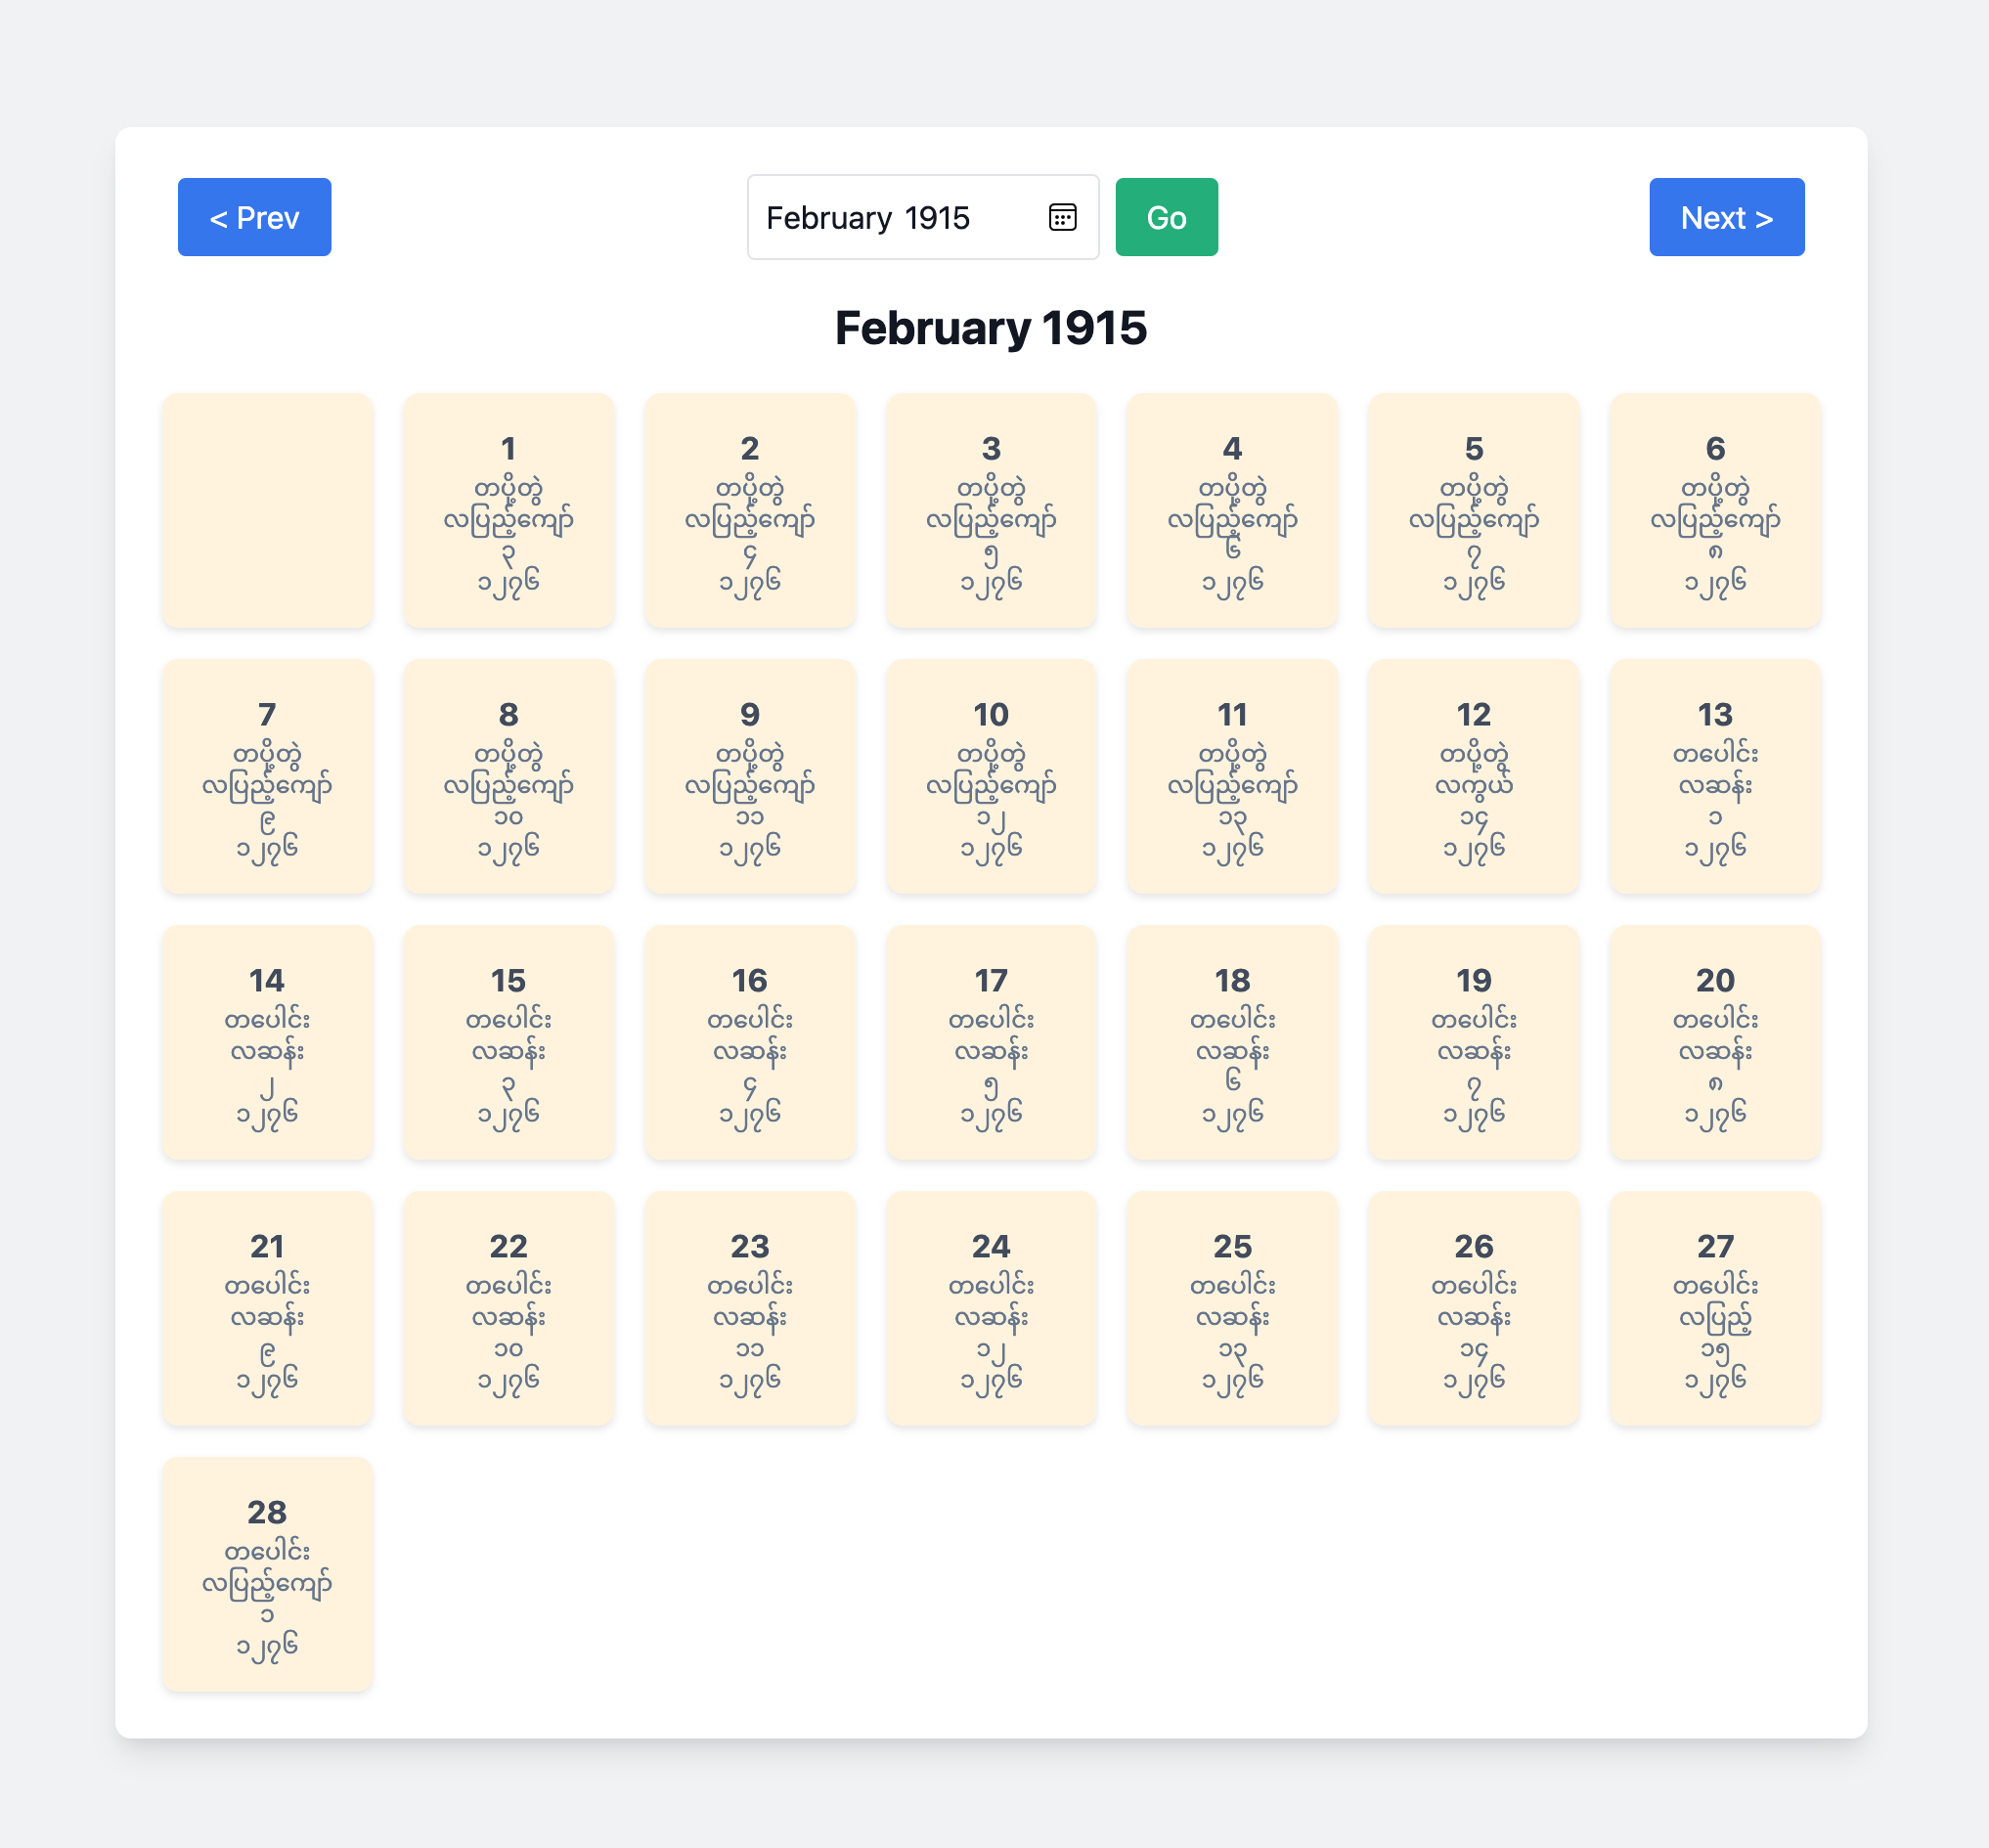 < Prev
February 1915
Go
Next >
February 1915
1
တပို့တွဲ
လပြည့်ကျော်
၃
၁၂၇၆
2
တပို့တွဲ
လပြည့်ကျော်
၄
၁၂၇၆
3
တပို့တွဲ
လပြည့်ကျော်
၅
၁၂၇၆
4
တပို့တွဲ
လပြည့်ကျော်
၆
၁၂၇၆
5
တပို့တွဲ
လပြည့်ကျော်
၇
၁၂၇၆
6
တပို့တွဲ
လပြည့်ကျော်
၈
၁၂၇၆
7
တပို့တွဲ
လပြည့်ကျော်
၉
၁၂၇၆
8
တပို့တွဲ
လပြည့်ကျော်
၁၀
၁၂၇၆
9
တပို့တွဲ
လပြည့်ကျော်
၁၁
၁၂၇၆
10
တပို့တွဲ
လပြည့်ကျော်
၁၂
၁၂၇၆
11
တပို့တွဲ
လပြည့်ကျော်
၁၃
၁၂၇၆
12
တပို့တွဲ
လကွယ်
၁၄
၁၂၇၆
13
တပေါင်း
လဆန်း
၁
၁၂၇၆
14
တပေါင်း
လဆန်း
၂
၁၂၇၆
15
တပေါင်း
လဆန်း
၃
၁၂၇၆
16
တပေါင်း
လဆန်း
၄
၁၂၇၆
17
တပေါင်း
လဆန်း
၅
၁၂၇၆
18
တပေါင်း
လဆန်း
၆
၁၂၇၆
19
တပေါင်း
လဆန်း
၇
၁၂၇၆
20
တပေါင်း
လဆန်း
၈
၁၂၇၆
21
တပေါင်း
လဆန်း
၉
၁၂၇၆
22
တပေါင်း
လဆန်း
၁၀
၁၂၇၆
23
တပေါင်း
လဆန်း
၁၁
၁၂၇၆
24
တပေါင်း
လဆန်း
၁၂
၁၂၇၆
25
တပေါင်း
လဆန်း
၁၃
၁၂၇၆
26
တပေါင်း
လဆန်း
၁၄
၁၂၇၆
27
တပေါင်း
လပြည့်
၁၅
၁၂၇၆
28
တပေါင်း
လပြည့်ကျော်
၁
၁၂၇၆